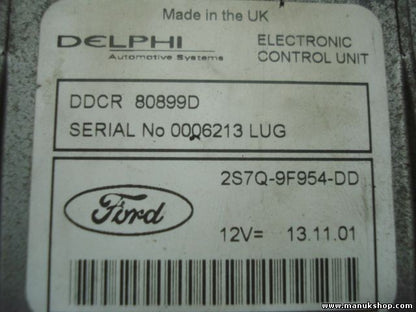 Made in the UK
DELPHI
Automotive Systems
ELECTRONIC
CONTROL UNIT
DDCR 80899D
SERIAL No 0006213 LUG
2S7Q-9F954-DD
Ford
12V= 13.11.01
www.manukshop.com